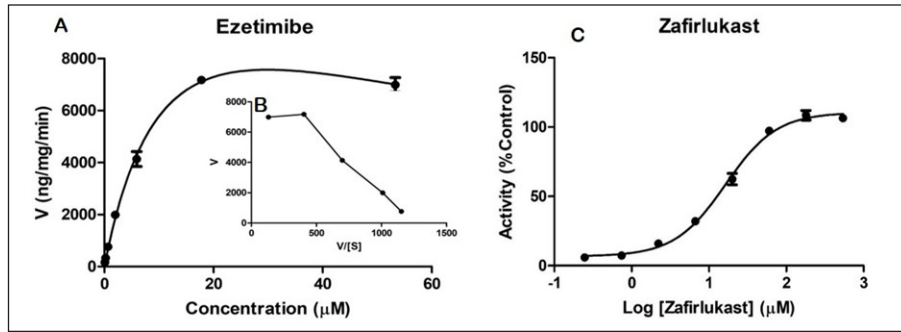 A
Ezetimibe
V (ng/mg/min)
8000
6000
4000
2000
0
0
20
40
60
Concentration (μM)
B
V
8000
6000
4000
2000
0
0
500
1000
1500
V/[S]
C
Zafirlukast
Activity (%Control)
150
100
50
0
-1
0
1
2
3
Log [Zafirlukast] (μM)